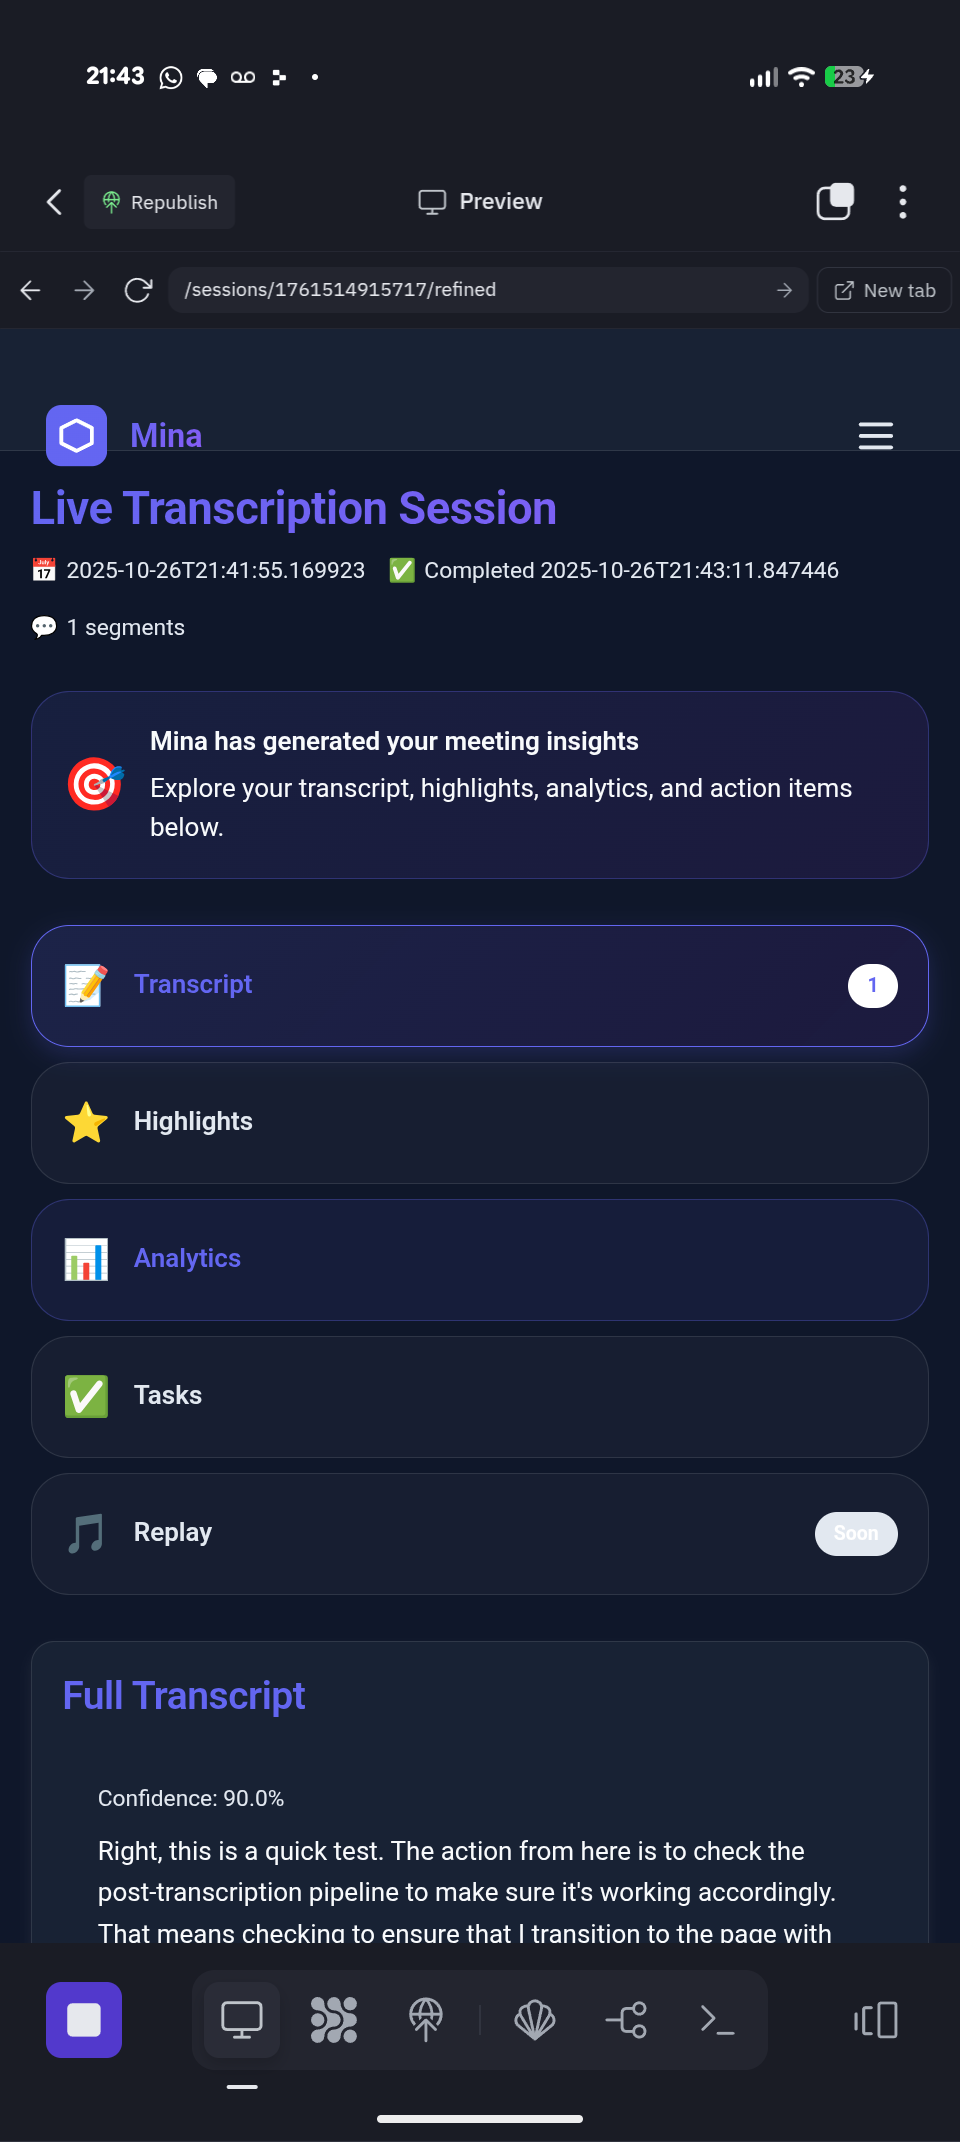 21:43
23
Republish
Preview
/sessions/1761514915717/refined
New tab
Mina
Live Transcription Session
July 17 2025-10-26T21:41:55.169923 ✅ Completed 2025-10-26T21:43:11.847446
1 segments
Mina has generated your meeting insights
Explore your transcript, highlights, analytics, and action items
below.
Transcript 1
Highlights
Analytics
Tasks
Replay Soon
Full Transcript
Confidence: 90.0%
Right, this is a quick test. The action from here is to check the
post-transcription pipeline to make sure it's working accordingly.
That means checking to ensure that I transition to the page with